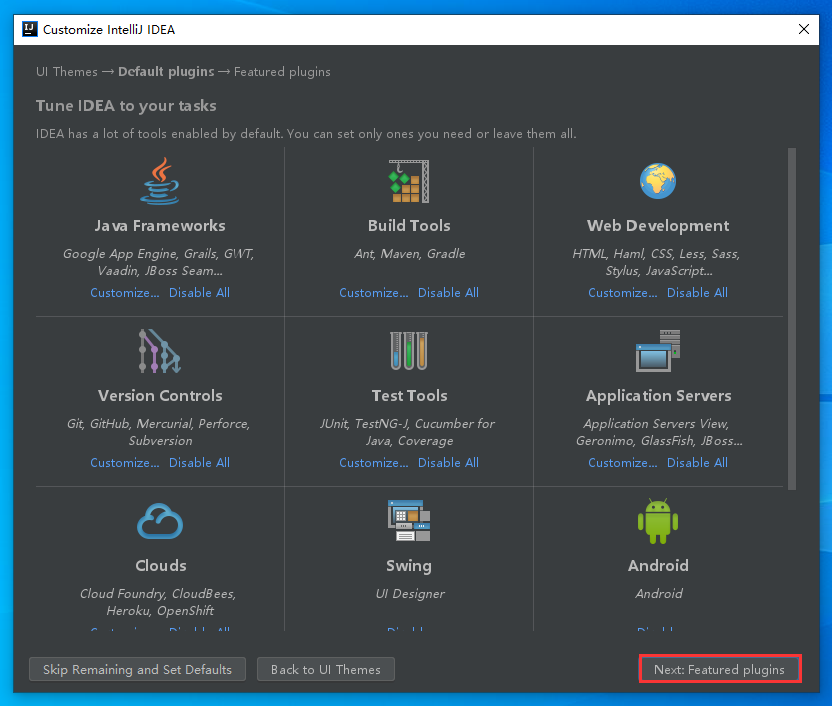 IJ
Customize IntelliJ IDEA
UI Themes → Default plugins → Featured plugins
Tune IDEA to your tasks
IDEA has a lot of tools enabled by default. You can set only ones you need or leave them all.
Java Frameworks
Google App Engine, Grails, GWT,
Vaadin, JBoss Seam...
Customize... Disable All
Build Tools
Ant, Maven, Gradle
Customize... Disable All
Web Development
HTML, Haml, CSS, Less, Sass,
Stylus, JavaScript...
Customize... Disable All
Version Controls
Git, GitHub, Mercurial, Perforce,
Subversion
Customize... Disable All
Test Tools
JUnit, TestNG-J, Cucumber for
Java, Coverage
Customize... Disable All
Application Servers
Application Servers View,
Geronimo, GlassFish, JBoss...
Customize... Disable All
Clouds
Cloud Foundry, CloudBees,
Heroku, OpenShift
Swing
UI Designer
Android
Android
Skip Remaining and Set Defaults
Back to UI Themes
Next: Featured plugins